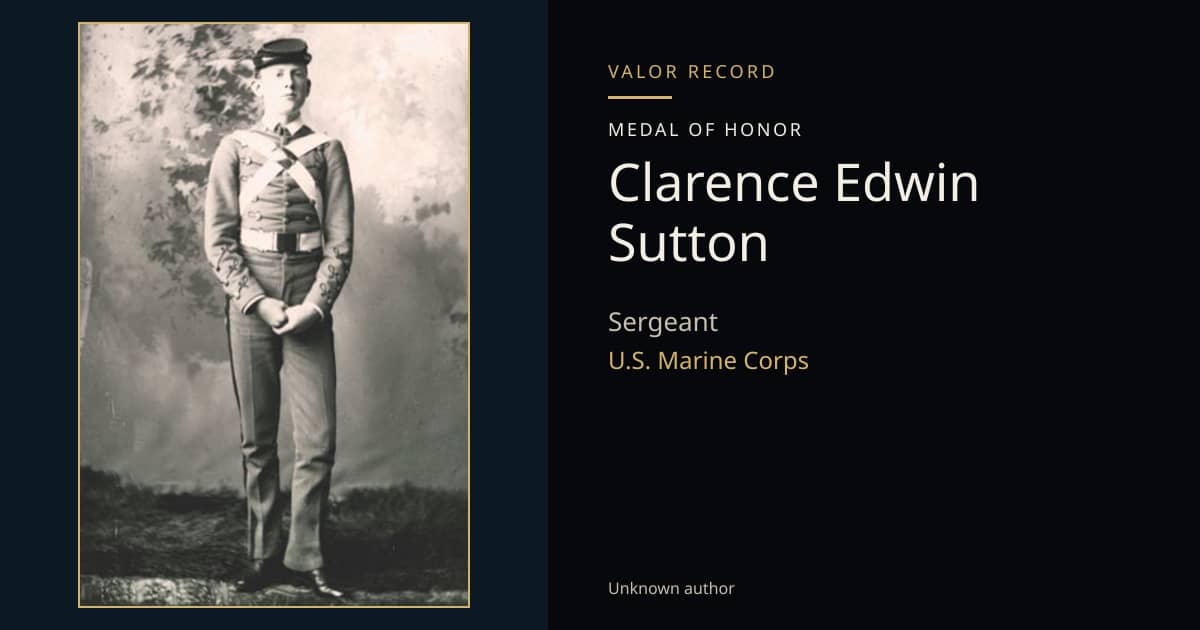 VALOR RECORD
MEDAL OF HONOR
Clarence Edwin
Sutton
Sergeant
U.S. Marine Corps
Unknown author